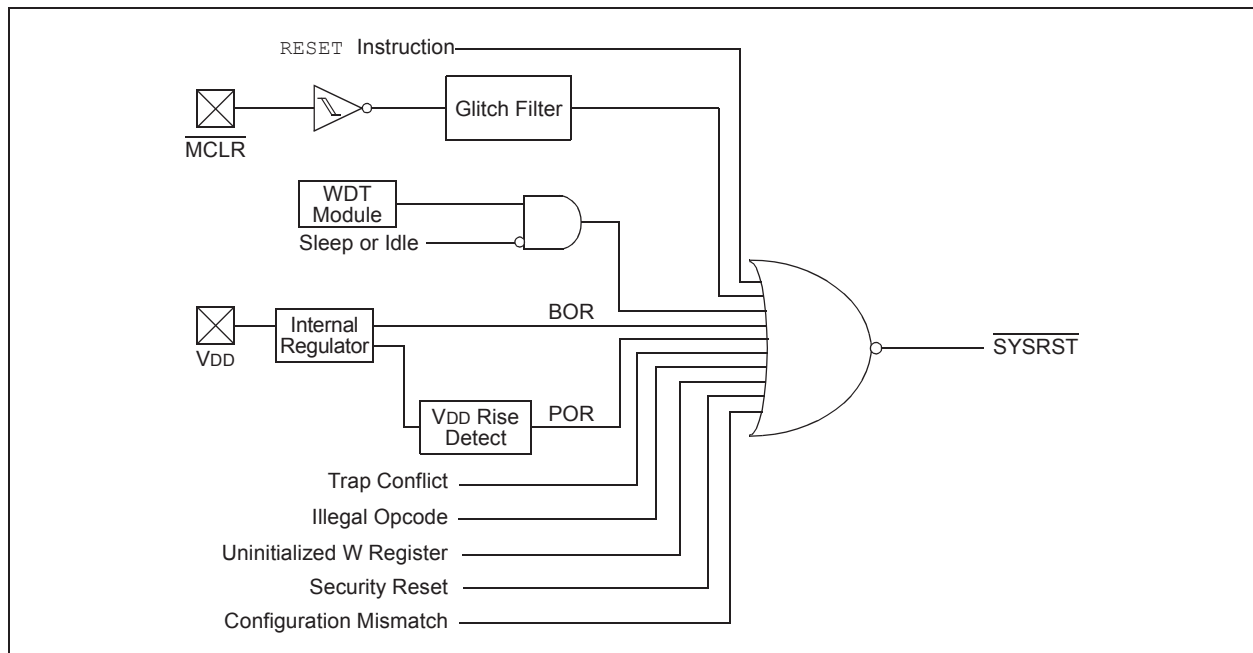 RESET Instruction
Glitch Filter
MCLR
WDT
Module
Sleep or Idle
BOR
Internal
Regulator
VDD
SYSRST
POR
VDD Rise
Detect
Trap Conflict
Illegal Opcode
Uninitialized W Register
Security Reset
Configuration Mismatch